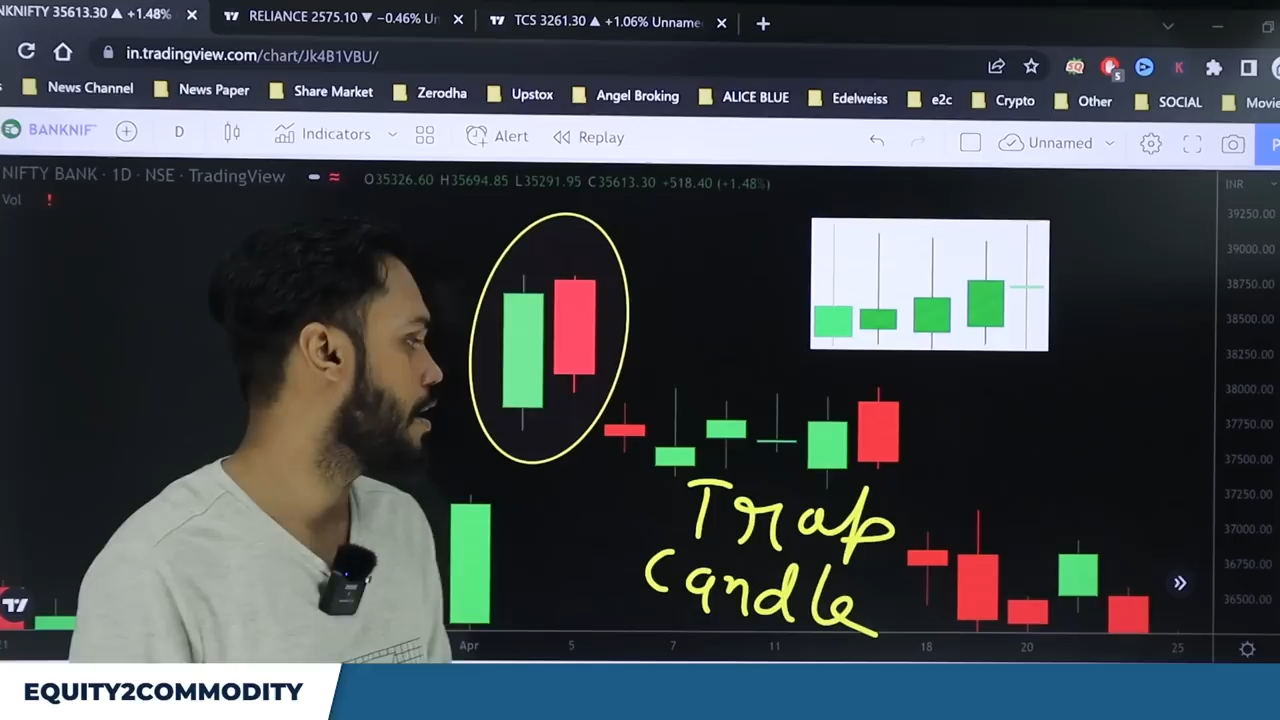 NKNIFTY 35613.30 ▲ +1.48%
RELIANCE 2575.10 ▼ −0.46% Un
TCS 3261.30 ▲ +1.06% Unname
in.tradingview.com/chart/Jk4B1VBU/
News Channel News Paper Share Market Zerodha Upstox Angel Broking ALICE BLUE Edelweiss e2c Crypto Other SOCIAL Movie
BANKNIF D Indicators Alert Replay Unnamed P
NIFTY BANK · 1D · NSE · TradingView
O35326.60 H35694.85 L35291.95 C35613.30 +518.40 (+1.48%)
INR
Vol !
39250.00
39000.00
38750.00
38500.00
38250.00
38000.00
37750.00
37500.00
37250.00
37000.00
36750.00
36500.00
Trap
Candle
21 Apr 5 7 11 18 20 25
EQUITY2COMMODITY